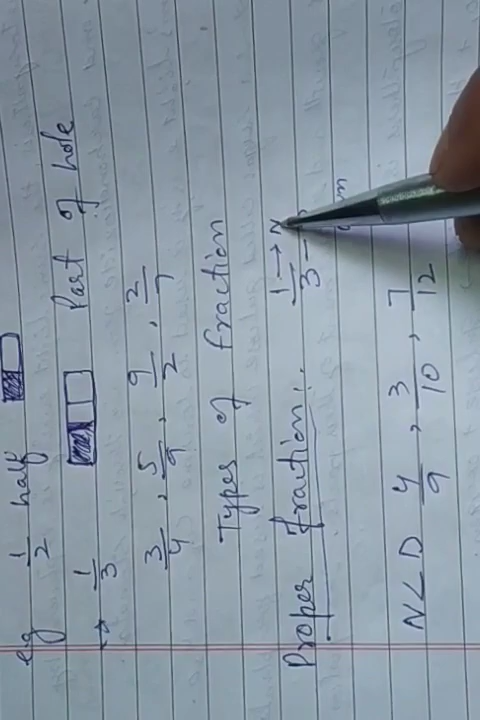 eg 1/2 half
→ 1/3 Part of hole
3/4, 5/9, 9/2, 2/7
Types of fraction
Proper fraction:. 1/3 → N
N<D 4/9, 3/10, 7/12